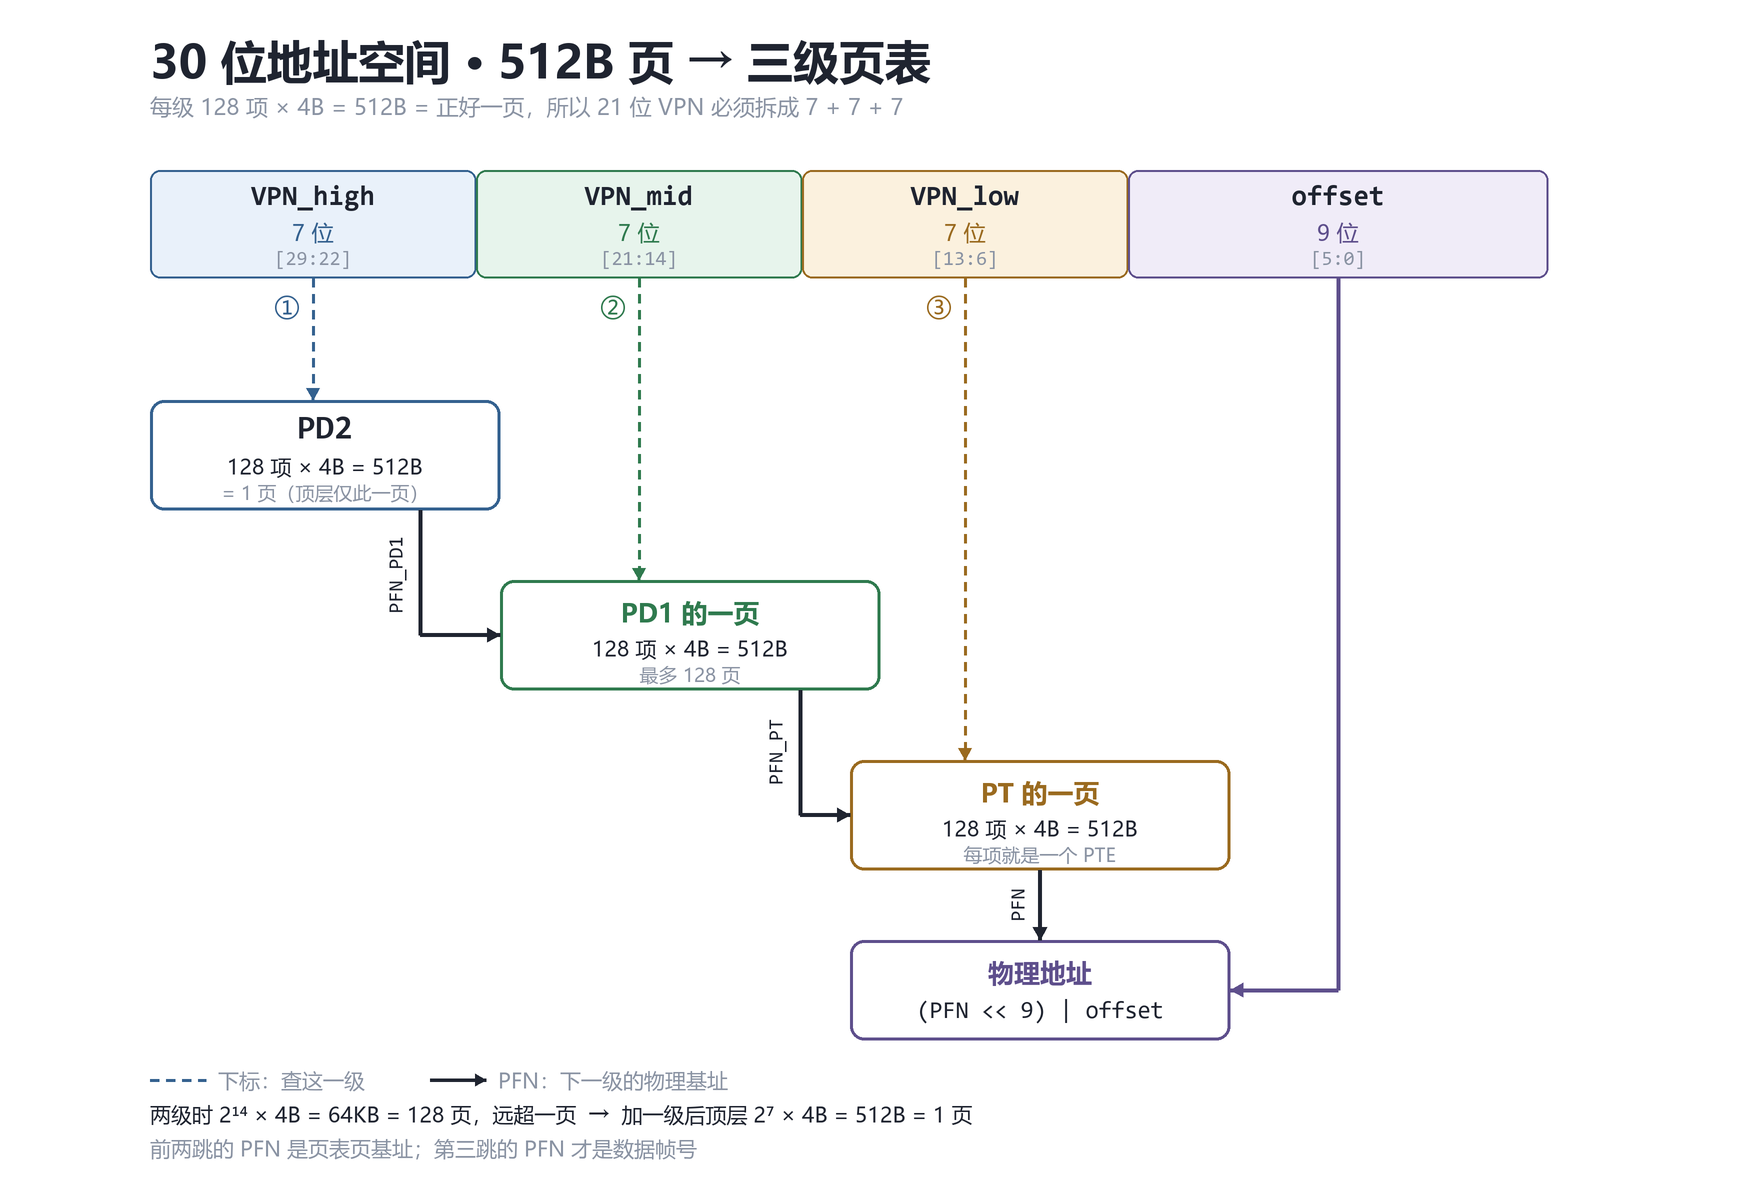 30 位地址空间 • 512B 页 → 三级页表
每级 128 项 × 4B = 512B = 正好一页，所以 21 位 VPN 必须拆成 7 + 7 + 7
VPN_high
7 位
[29:22]
VPN_mid
7 位
[21:14]
VPN_low
7 位
[13:6]
offset
9 位
[5:0]
①
②
③
PD2
128 项 × 4B = 512B
= 1 页（顶层仅此一页）
PFN_PD1
PD1 的一页
128 项 × 4B = 512B
最多 128 页
PFN_PT
PT 的一页
128 项 × 4B = 512B
每项就是一个 PTE
PFN
物理地址
(PFN << 9) | offset
下标：查这一级
PFN：下一级的物理基址
两级时 2¹⁴ × 4B = 64KB = 128 页，远超一页 → 加一级后顶层 2⁷ × 4B = 512B = 1 页
前两跳的 PFN 是页表页基址；第三跳的 PFN 才是数据帧号